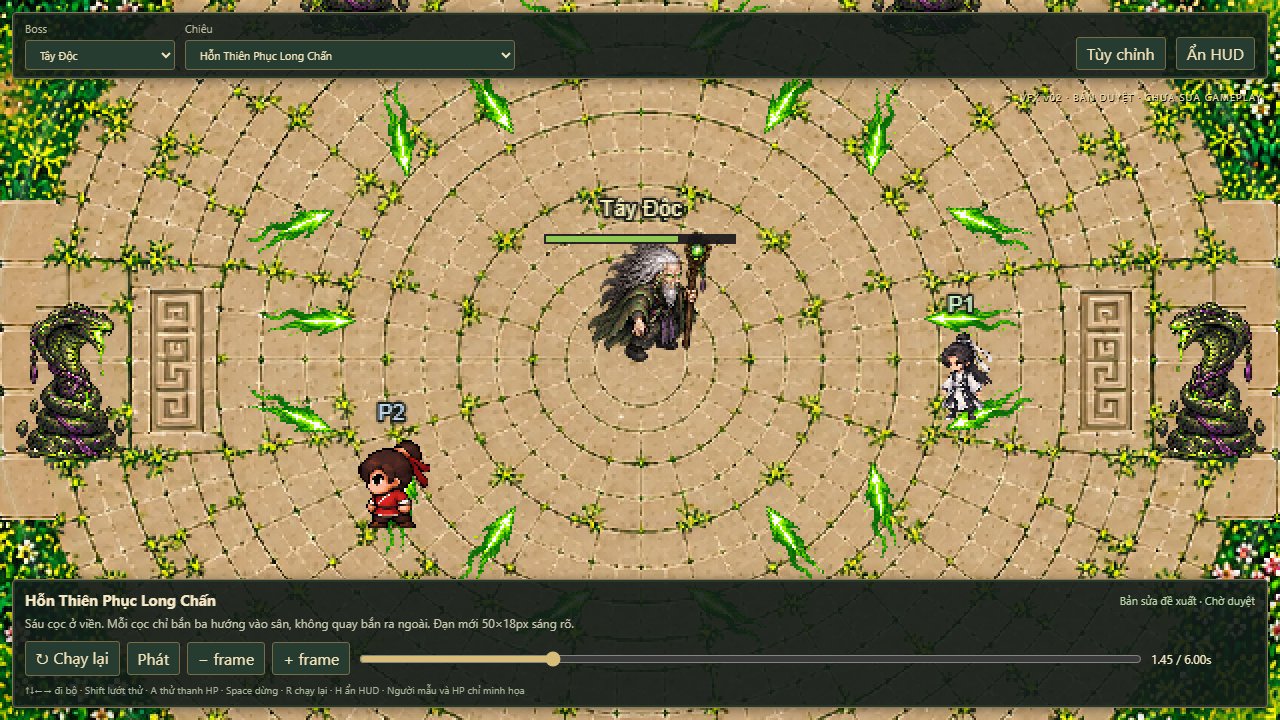 Boss
Chiêu
Tây Độc
Hỗn Thiên Phục Long Chấn
Tùy chỉnh
Ẩn HUD
BẢN DUYỆT · CHƯA SỬA GAMEPLAY
Tây Độc
P1
P2
Hỗn Thiên Phục Long Chấn
Bản sửa đề xuất · Chờ duyệt
Sáu cọc ở viền. Mỗi cọc chỉ bắn ba hướng vào sân, không quay bắn ra ngoài. Đạn mới 50×18px sáng rõ.
↻ Chạy lại
Phát
− frame
+ frame
1.45 / 6.00s
↑↓←→ đi bộ · Shift lướt thử · A thử thanh HP · Space dừng · R chạy lại · H ẩn HUD · Người mẫu và HP chỉ minh họa